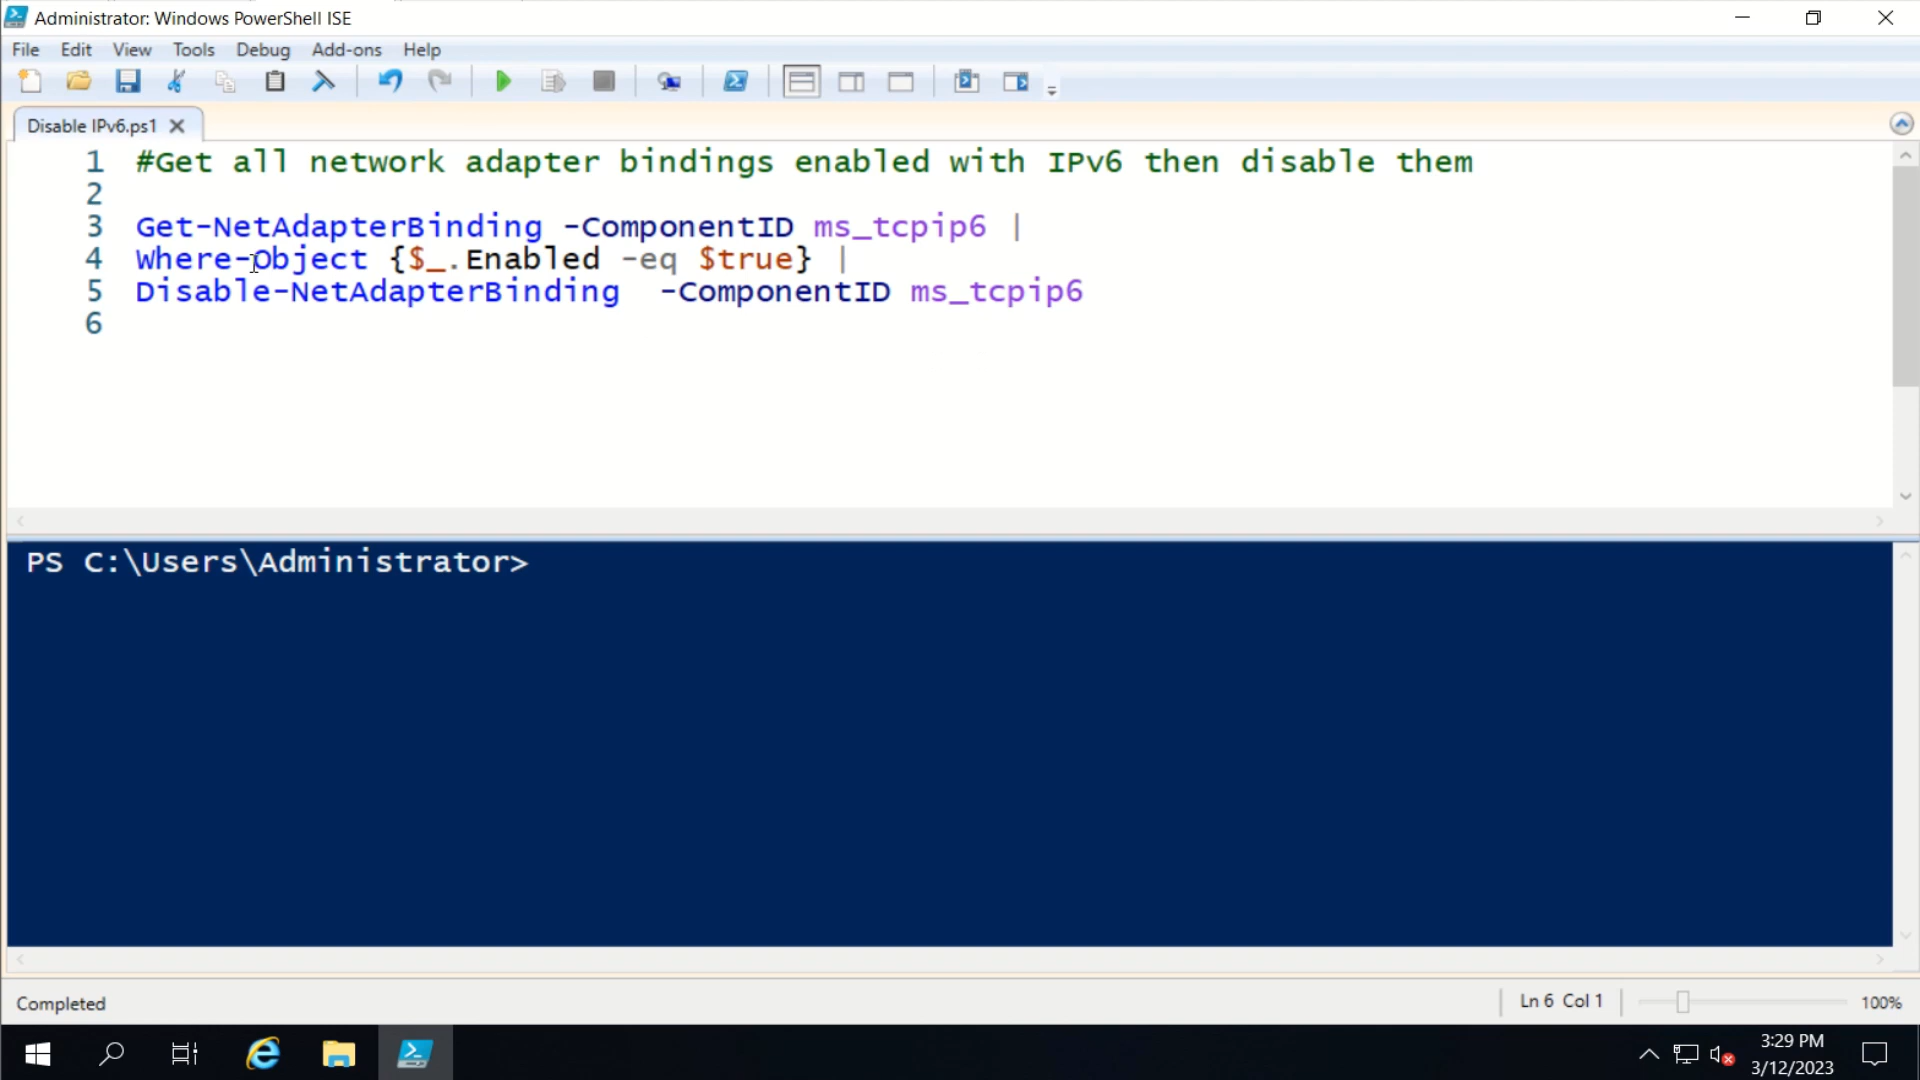 Administrator: Windows PowerShell ISE
File Edit View Tools Debug Add-ons Help
Disable IPv6.ps1
1 #Get all network adapter bindings enabled with IPv6 then disable them
2
3 Get-NetAdapterBinding -ComponentID ms_tcpip6 |
4 Where-Object {$_.Enabled -eq $true} |
5 Disable-NetAdapterBinding  -ComponentID ms_tcpip6
6
PS C:\Users\Administrator>
Completed
Ln 6 Col 1
100%
3:29 PM
3/12/2023